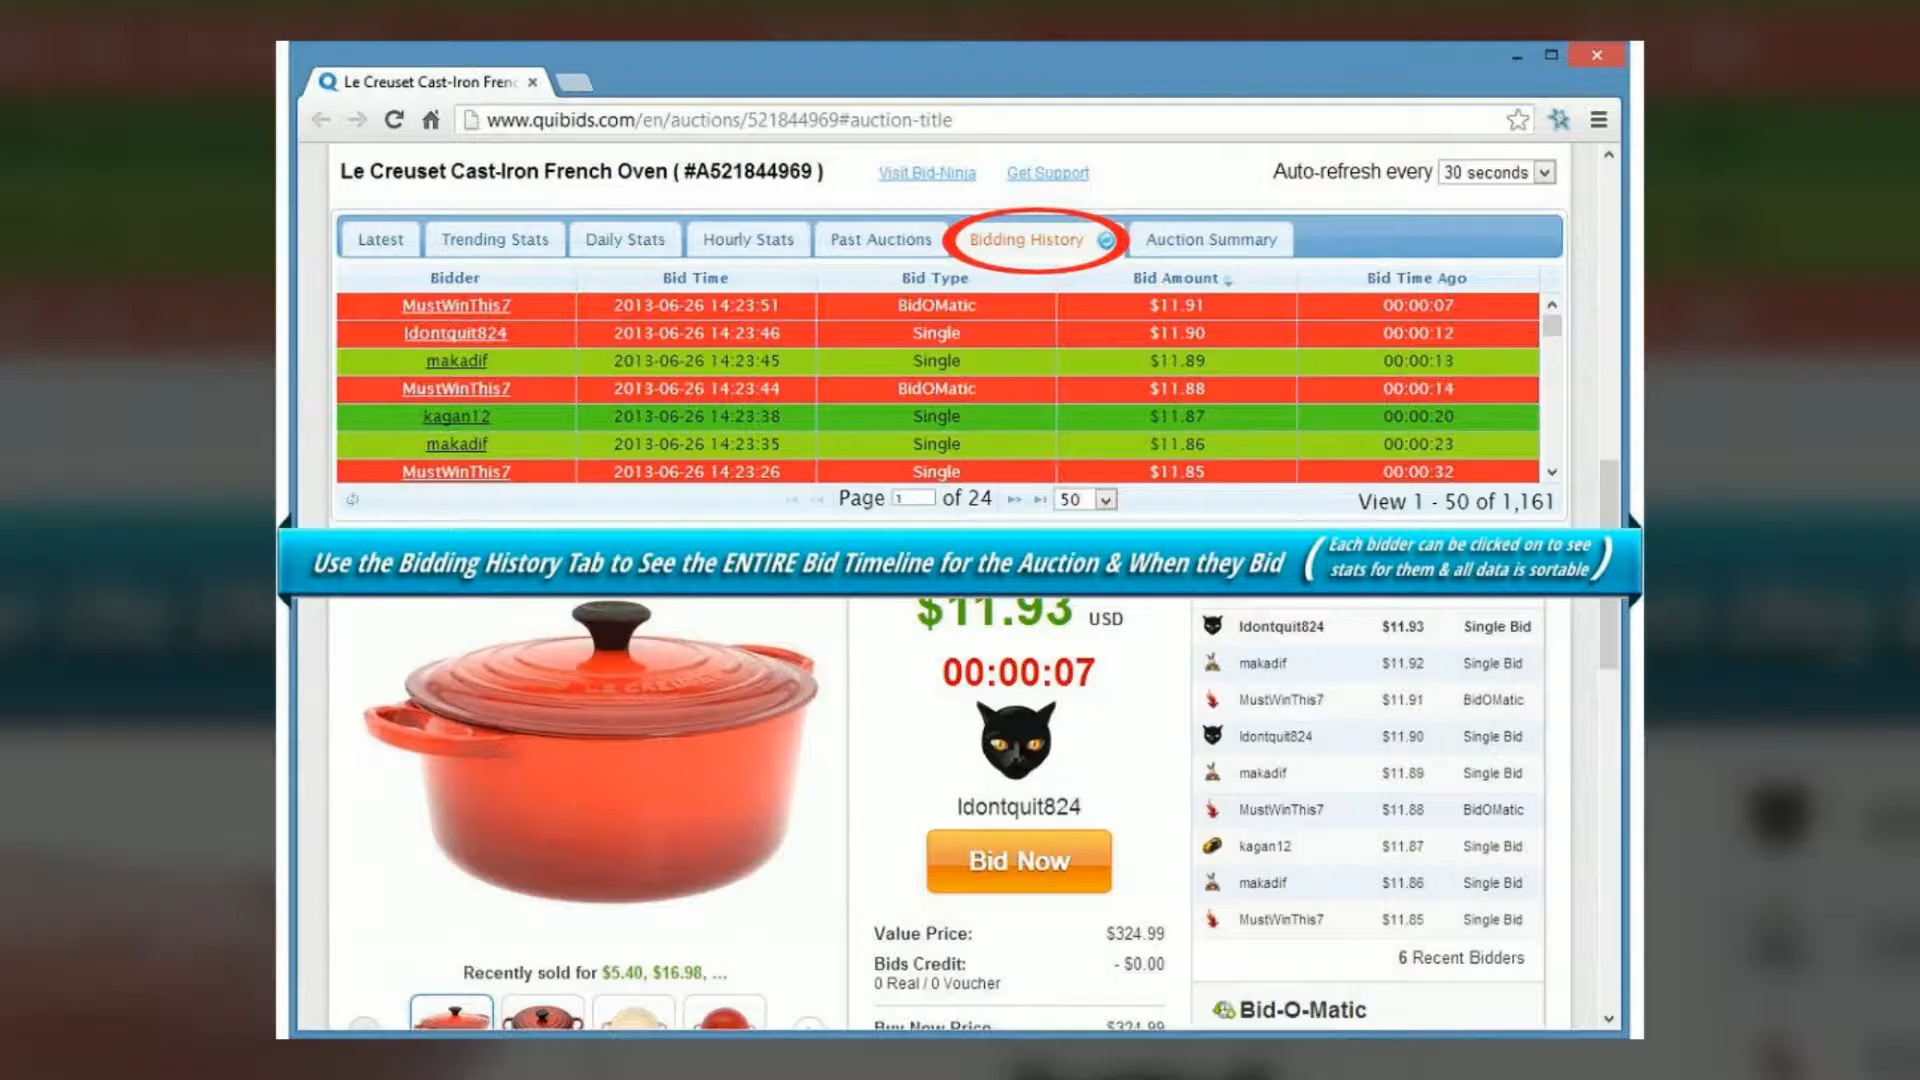 Le Creuset Cast-Iron Fren
www.quibids.com/en/auctions/521844969#auction-title
Le Creuset Cast-Iron French Oven ( #A521844969 ) Visit Bid-Ninja Get Support Auto-refresh every 30 seconds
Latest Trending Stats Daily Stats Hourly Stats Past Auctions Bidding History Auction Summary
Bidder Bid Time Bid Type Bid Amount Bid Time Ago
MustWinThis7 2013-06-26 14:23:51 BidOMatic $11.91 00:00:07
Idontquit824 2013-06-26 14:23:46 Single $11.90 00:00:12
makadif 2013-06-26 14:23:45 Single $11.89 00:00:13
MustWinThis7 2013-06-26 14:23:44 BidOMatic $11.88 00:00:14
kagan12 2013-06-26 14:23:38 Single $11.87 00:00:20
makadif 2013-06-26 14:23:35 Single $11.86 00:00:23
MustWinThis7 2013-06-26 14:23:26 Single $11.85 00:00:32
Page 1 of 24 50 View 1 - 50 of 1,161
Use the Bidding History Tab to See the ENTIRE Bid Timeline for the Auction & When they Bid
(Each bidder can be clicked on to see
stats for them & all data is sortable)
LE CREUSET
Recently sold for $5.40, $16.98, ...
$11.93 USD
00:00:07
Idontquit824
Bid Now
Value Price: $324.99
Bids Credit: - $0.00
0 Real / 0 Voucher
Buy Now Price $324.99
Idontquit824 $11.93 Single Bid
makadif $11.92 Single Bid
MustWinThis7 $11.91 BidOMatic
Idontquit824 $11.90 Single Bid
makadif $11.89 Single Bid
MustWinThis7 $11.88 BidOMatic
kagan12 $11.87 Single Bid
makadif $11.86 Single Bid
MustWinThis7 $11.85 Single Bid
6 Recent Bidders
Bid-O-Matic